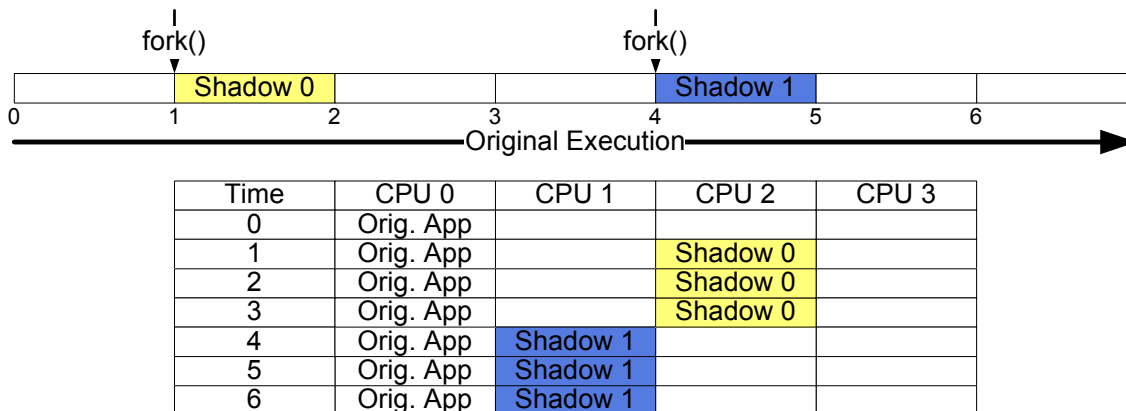 fork() fork()
Shadow 0 Shadow 1
0 1 2 3 4 5 6
Original Execution
Time CPU 0 CPU 1 CPU 2 CPU 3
0 Orig. App
1 Orig. App Shadow 0
2 Orig. App Shadow 0
3 Orig. App Shadow 0
4 Orig. App Shadow 1
5 Orig. App Shadow 1
6 Orig. App Shadow 1